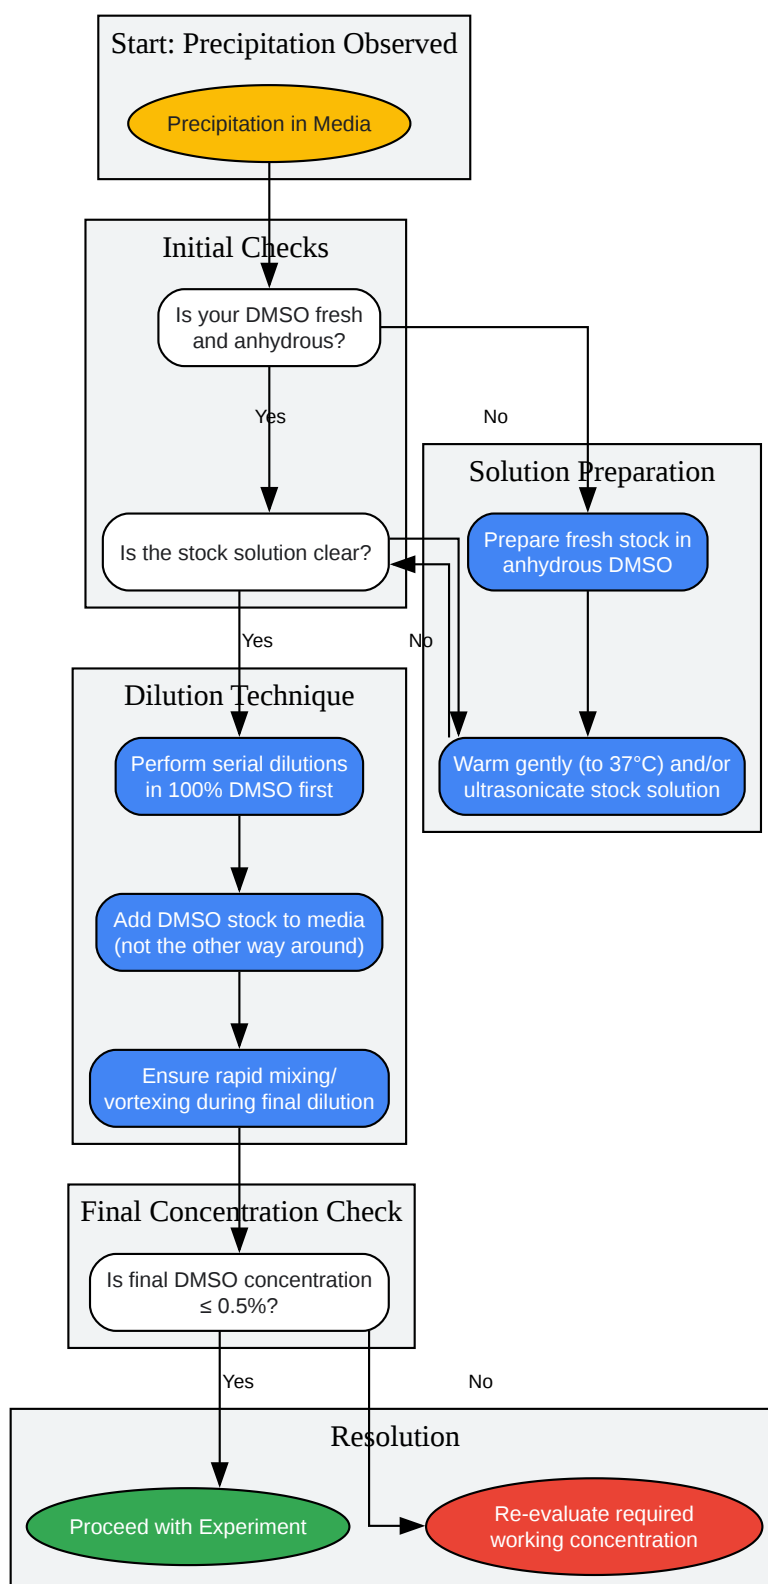 Start: Precipitation Observed
Precipitation in Media
Initial Checks
Is your DMSO fresh
and anhydrous?
Yes
No
Solution Preparation
Is the stock solution clear?
Prepare fresh stock in
anhydrous DMSO
Yes
No
Dilution Technique
Perform serial dilutions
in 100% DMSO first
Warm gently (to 37°C) and/or
ultrasonicate stock solution
Add DMSO stock to media
(not the other way around)
Ensure rapid mixing/
vortexing during final dilution
Final Concentration Check
Is final DMSO concentration
≤ 0.5%?
Yes
No
Resolution
Proceed with Experiment
Re-evaluate required
working concentration